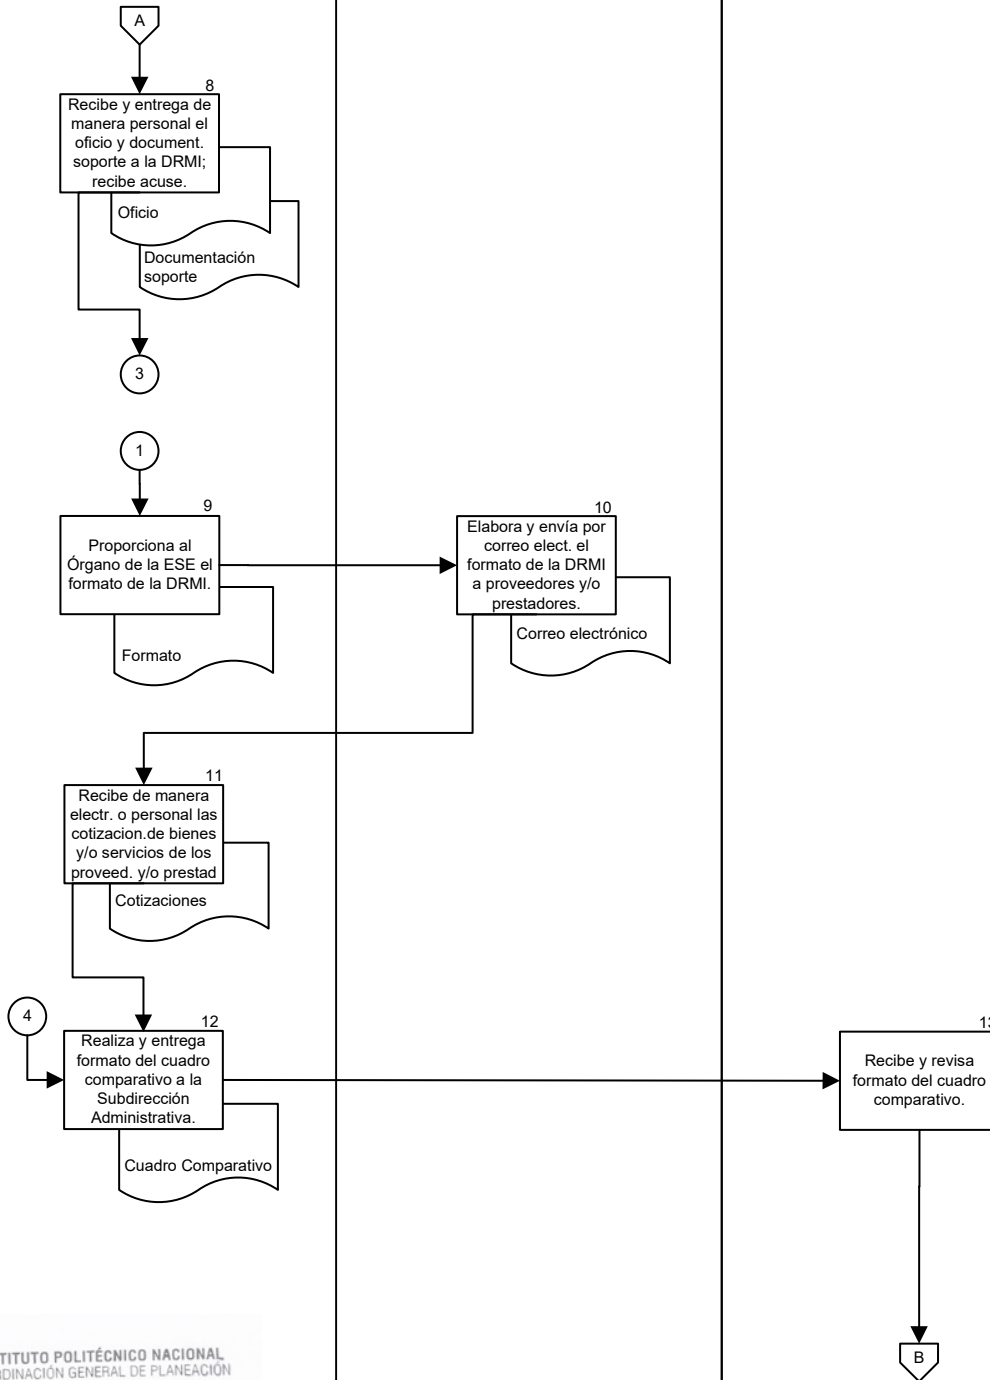 A
8
Recibe y entrega de
manera personal el
oficio y document.
soporte a la DRMI;
recibe acuse.
Oficio
Documentación
soporte
3
1
9
Proporciona al
Órgano de la ESE el
formato de la DRMI.
Formato
10
Elabora y envía por
correo elect. el
formato de la DRMI
a proveedores y/o
prestadores.
Correo electrónico
11
Recibe de manera
electr. o personal las
cotizacion.de bienes
y/o servicios de los
proveed. y/o prestad
Cotizaciones
4
12
Realiza y entrega
formato del cuadro
comparativo a la
Subdirección
Administrativa.
Cuadro Comparativo
13
Recibe y revisa
formato del cuadro
comparativo.
B
TITUTO POLITÉCNICO NACIONAL
RDINACIÓN GENERAL DE PLANEACIÓN